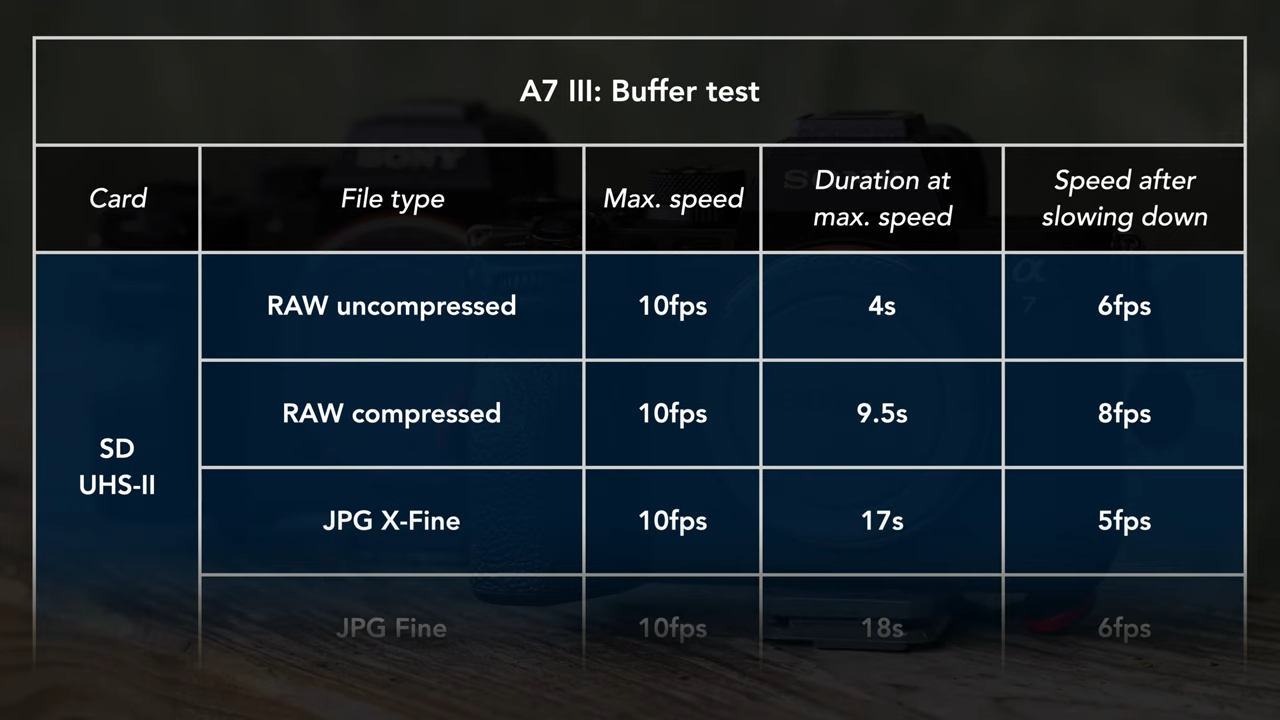 A7 III: Buffer test
Card
File type
Max. speed
Duration at
max. speed
Speed after
slowing down
SD
UHS-II
RAW uncompressed
10fps
4s
6fps
RAW compressed
10fps
9.5s
8fps
JPG X-Fine
10fps
17s
5fps
JPG Fine
10fps
18s
6fps
SONY
S
α
7